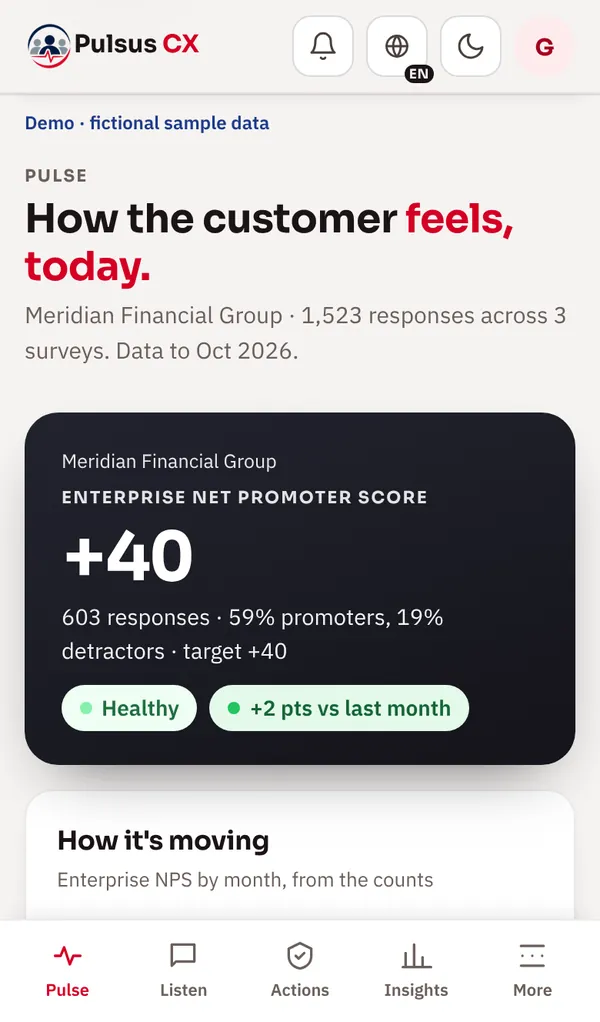 Pulsus CX
EN
G
Demo · fictional sample data
PULSE
How the customer feels,
today.
Meridian Financial Group · 1,523 responses across 3
surveys. Data to Oct 2026.
Meridian Financial Group
ENTERPRISE NET PROMOTER SCORE
+40
603 responses · 59% promoters, 19%
detractors · target +40
Healthy
+2 pts vs last month
How it's moving
Enterprise NPS by month, from the counts
Pulse
Listen
Actions
Insights
More